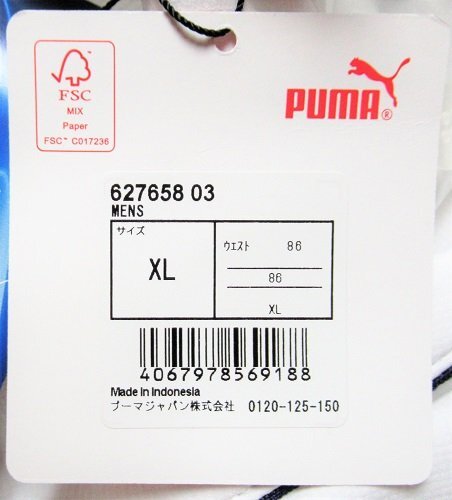 FSC
MIX
Paper
FSC™ C017236
PUMA®
627658 03
MENS
サイズ
XL
ウエスト 86
86
XL
4067978569188
Made in Indonesia
プーマジャパン株式会社 0120-125-150